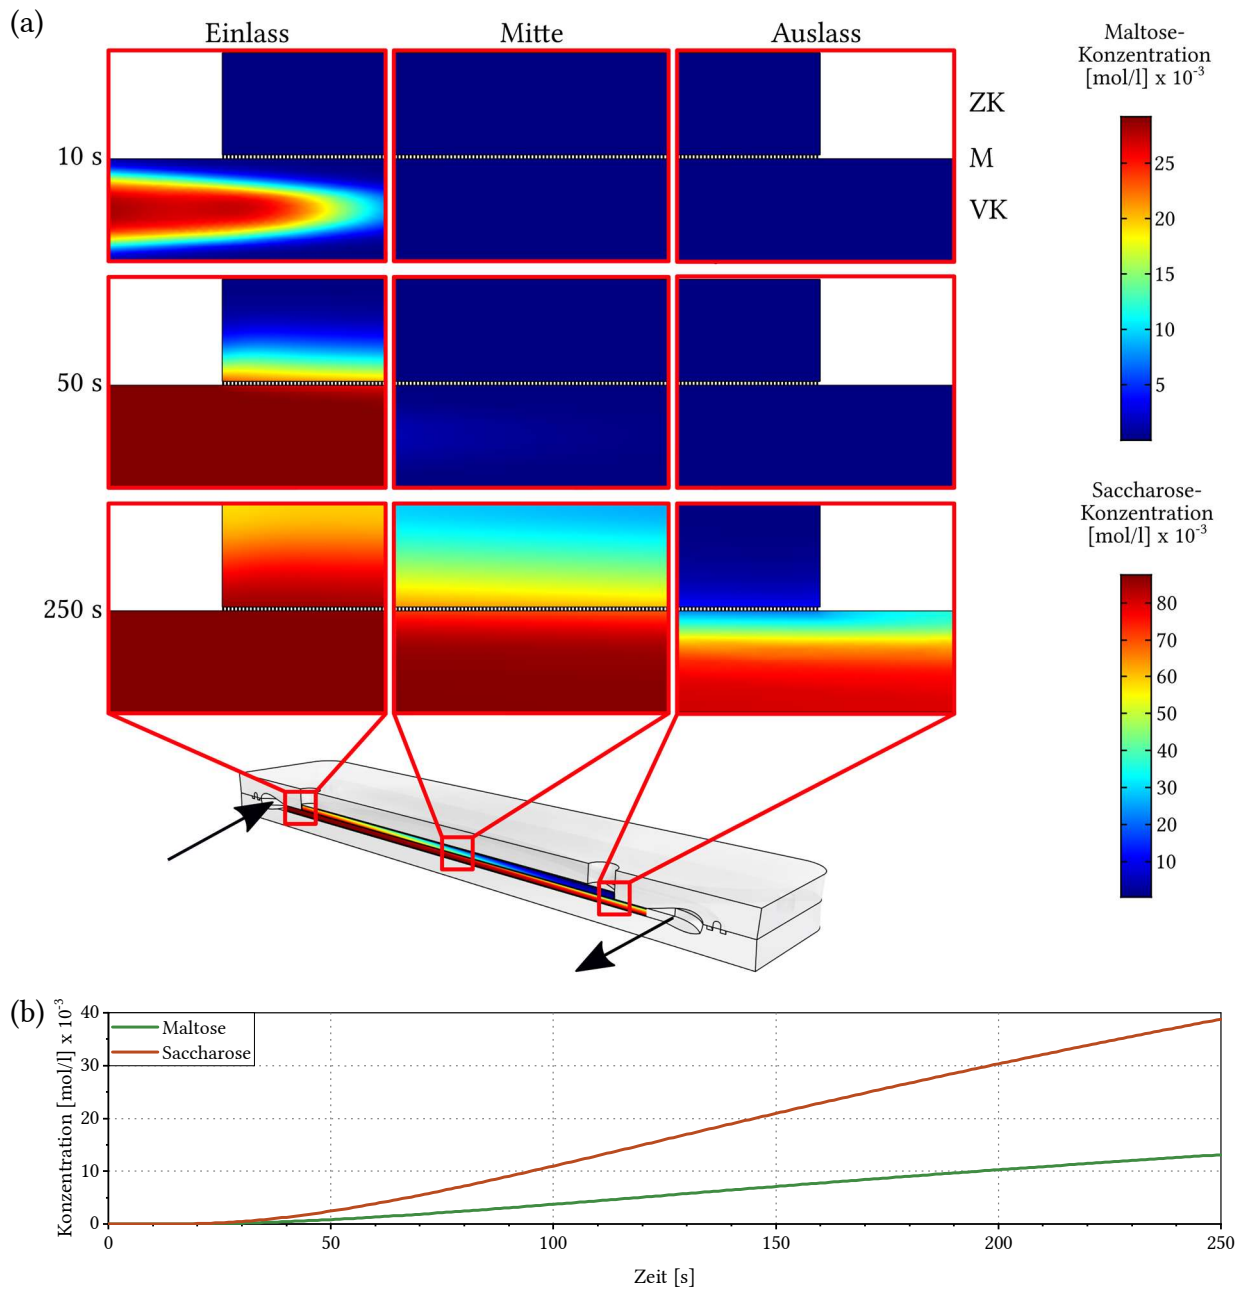 (a)
Einlass Mitte Auslass
Maltose-
Konzentration
[mol/l] x 10⁻³
ZK
10 s
M
VK
25
20
15
10
5
50 s
Saccharose-
Konzentration
[mol/l] x 10⁻³
250 s
80
70
60
50
40
30
20
10
(b)
Konzentration [mol/l] x 10⁻³
40
30
20
10
0
Maltose
Saccharose
0 50 100 150 200 250
Zeit [s]